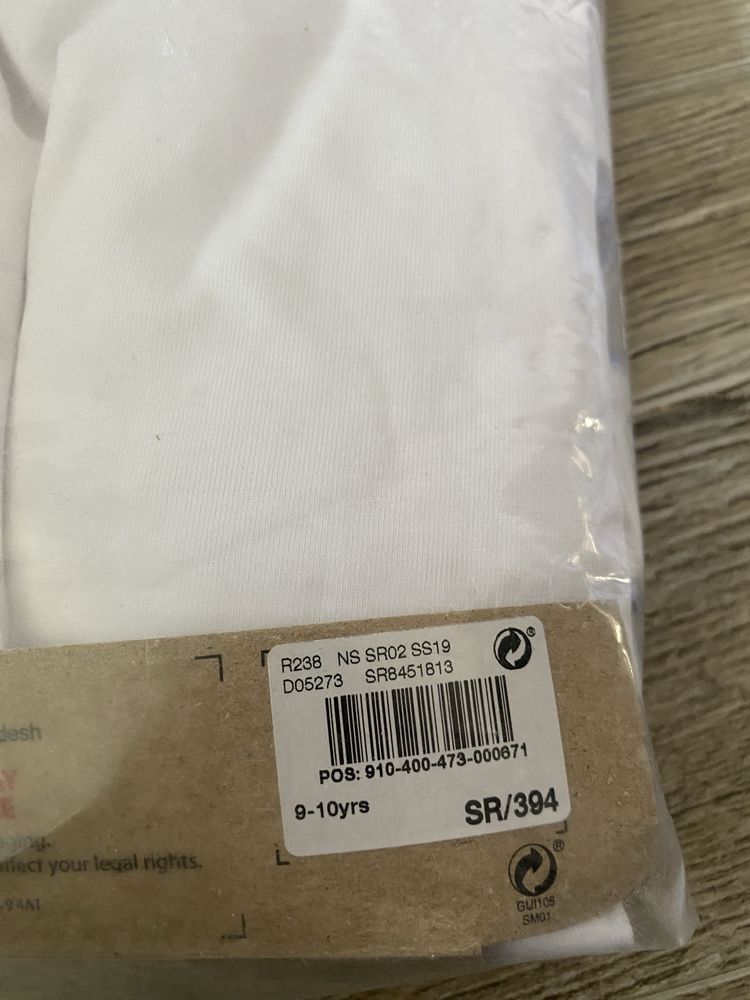 R238 NS SR02 SS19
D05273 SR8451813
POS: 910-400-473-000671
9-10yrs SR/394
desh
your legal rights.
GUI105
SM01